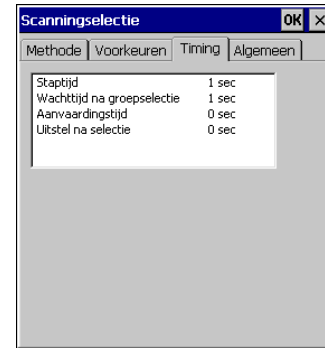 Scanningselectie OK ×
Methode Voorkeuren Timing Algemeen
Staptijd 1 sec
Wachttijd na groepselectie 1 sec
Aanvaardingstijd 0 sec
Uitstel na selectie 0 sec